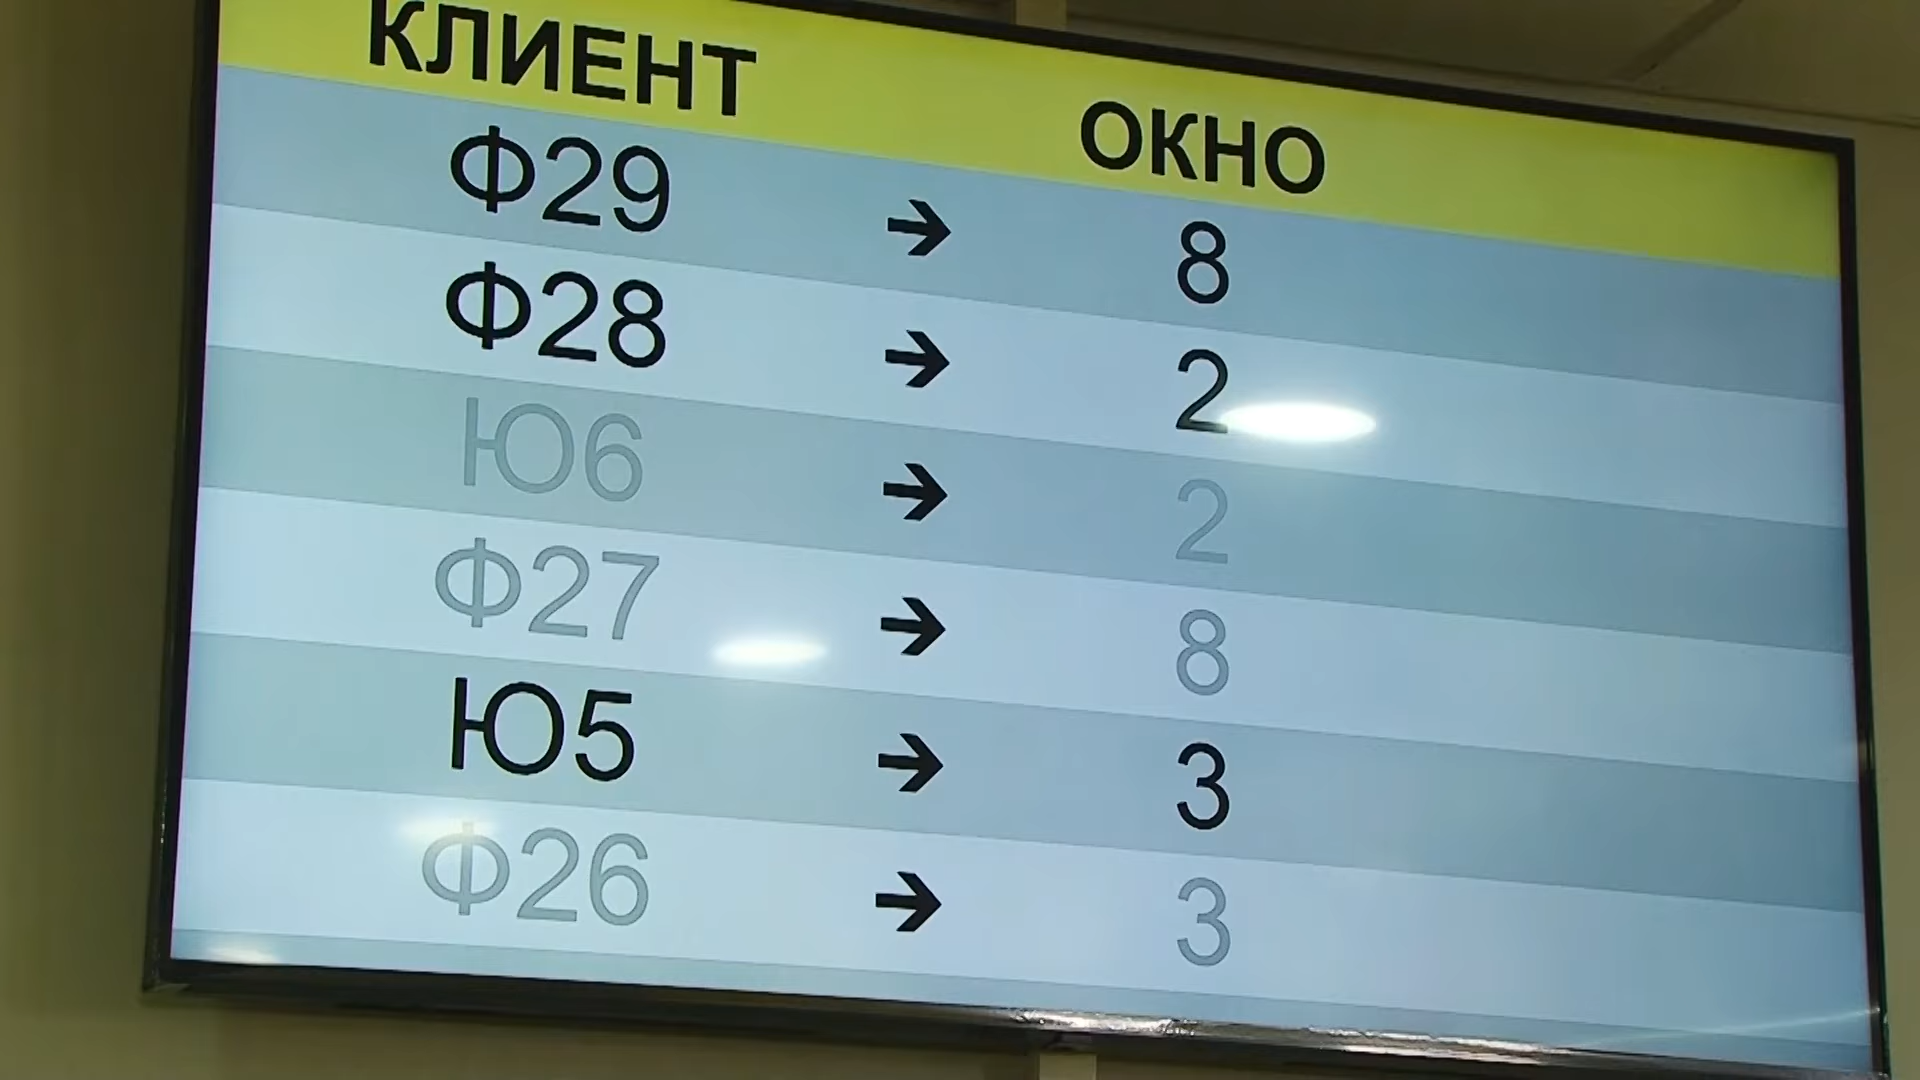 КЛИЕНТ ОКНО
Ф29 → 8
Ф28 → 2
Ю6 → 2
Ф27 → 8
Ю5 → 3
Ф26 → 3